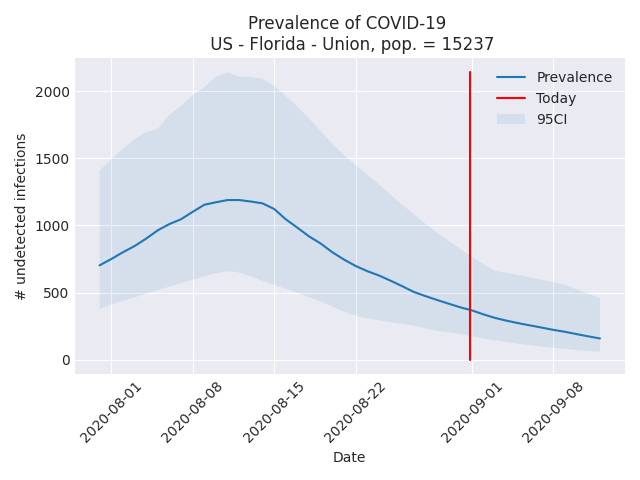 Prevalence of COVID-19
US - Florida - Union, pop. = 15237
Prevalence
Today
95CI
# undetected infections
2000
1500
1000
500
0
2020-08-01
2020-08-08
2020-08-15
2020-08-22
2020-09-01
2020-09-08
Date